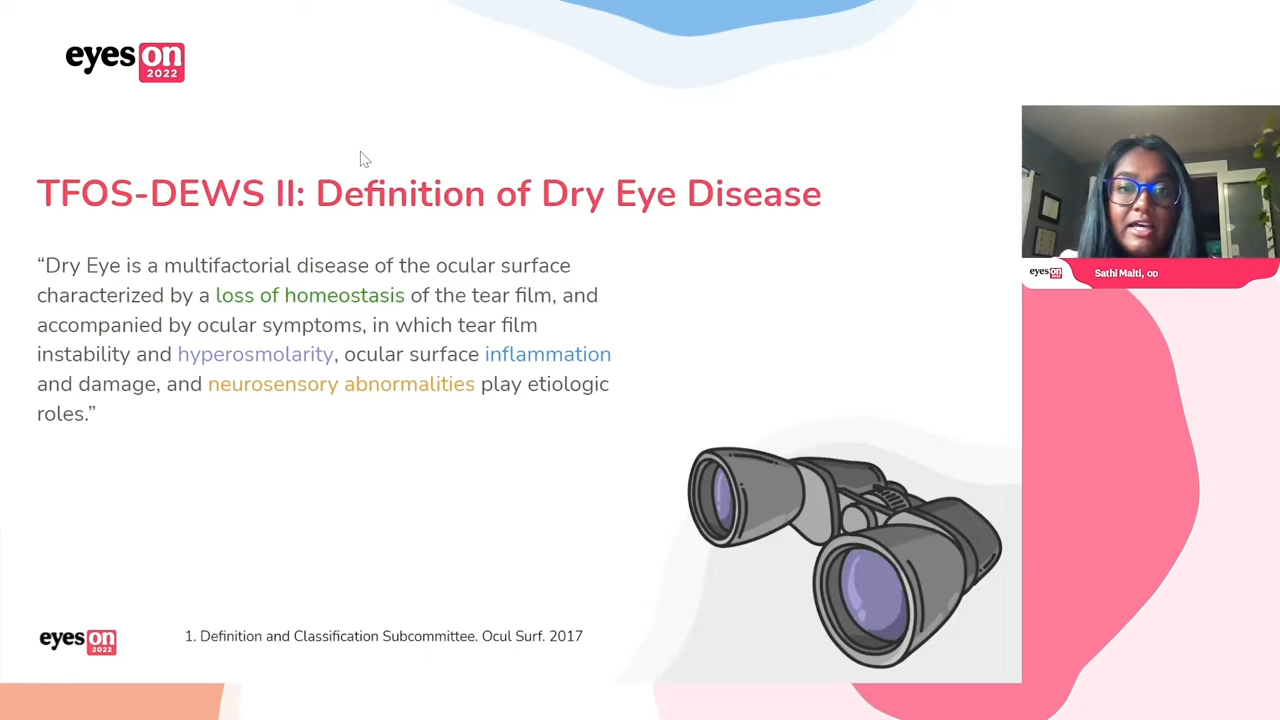 eyes on
2022
TFOS-DEWS II: Definition of Dry Eye Disease
“Dry Eye is a multifactorial disease of the ocular surface
characterized by a loss of homeostasis of the tear film, and
accompanied by ocular symptoms, in which tear film
instability and hyperosmolarity, ocular surface inflammation
and damage, and neurosensory abnormalities play etiologic
roles.”
eyes on
2022
Sathi Maiti, OD
eyes on
2022
1. Definition and Classification Subcommittee. Ocul Surf. 2017